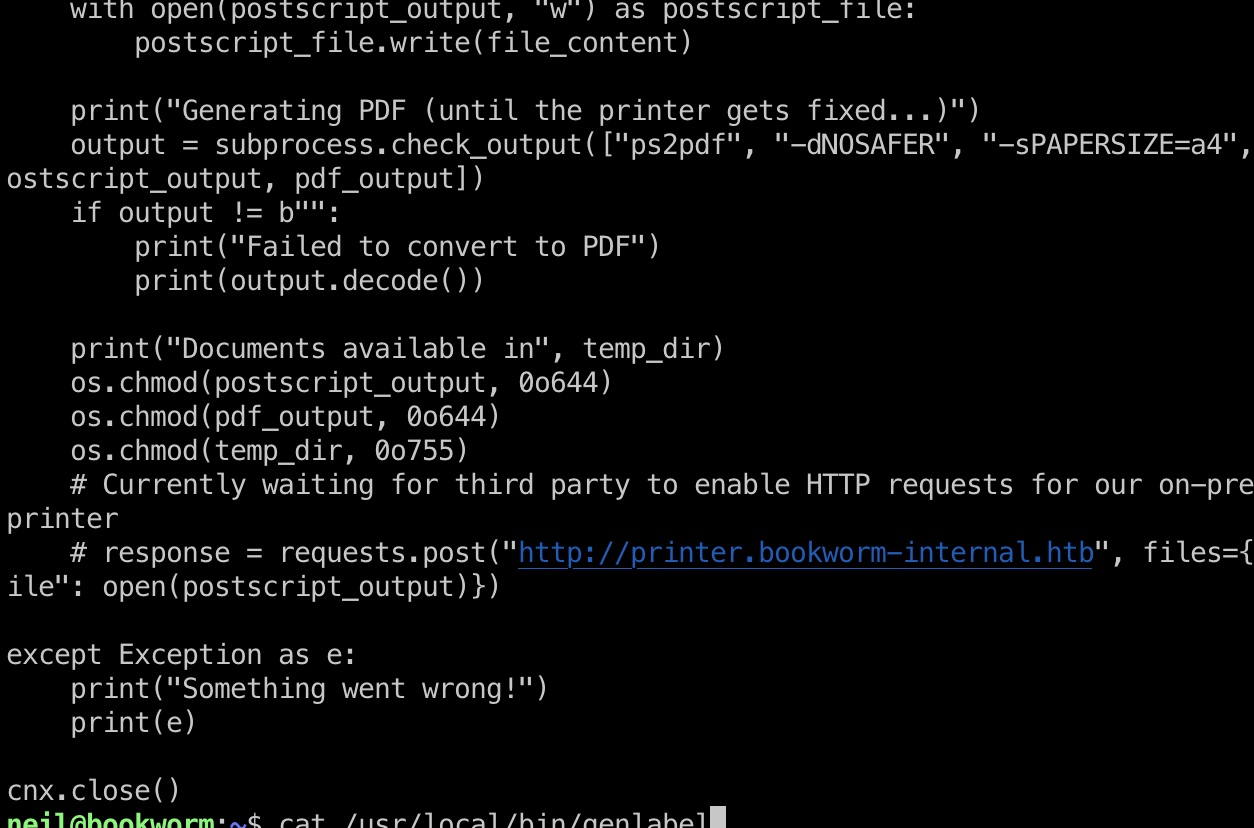 with open(postscript_output, "w") as postscript_file:
        postscript_file.write(file_content)

    print("Generating PDF (until the printer gets fixed...)")
    output = subprocess.check_output(["ps2pdf", "-dNOSAFER", "-sPAPERSIZE=a4",
ostscript_output, pdf_output])
    if output != b"":
        print("Failed to convert to PDF")
        print(output.decode())

    print("Documents available in", temp_dir)
    os.chmod(postscript_output, 0o644)
    os.chmod(pdf_output, 0o644)
    os.chmod(temp_dir, 0o755)
    # Currently waiting for third party to enable HTTP requests for our on-pre
printer
    # response = requests.post("http://printer.bookworm-internal.htb", files={
ile": open(postscript_output)})

except Exception as e:
    print("Something went wrong!")
    print(e)

cnx.close()
neil@bookworm:~$ cat /usr/local/bin/genlabel